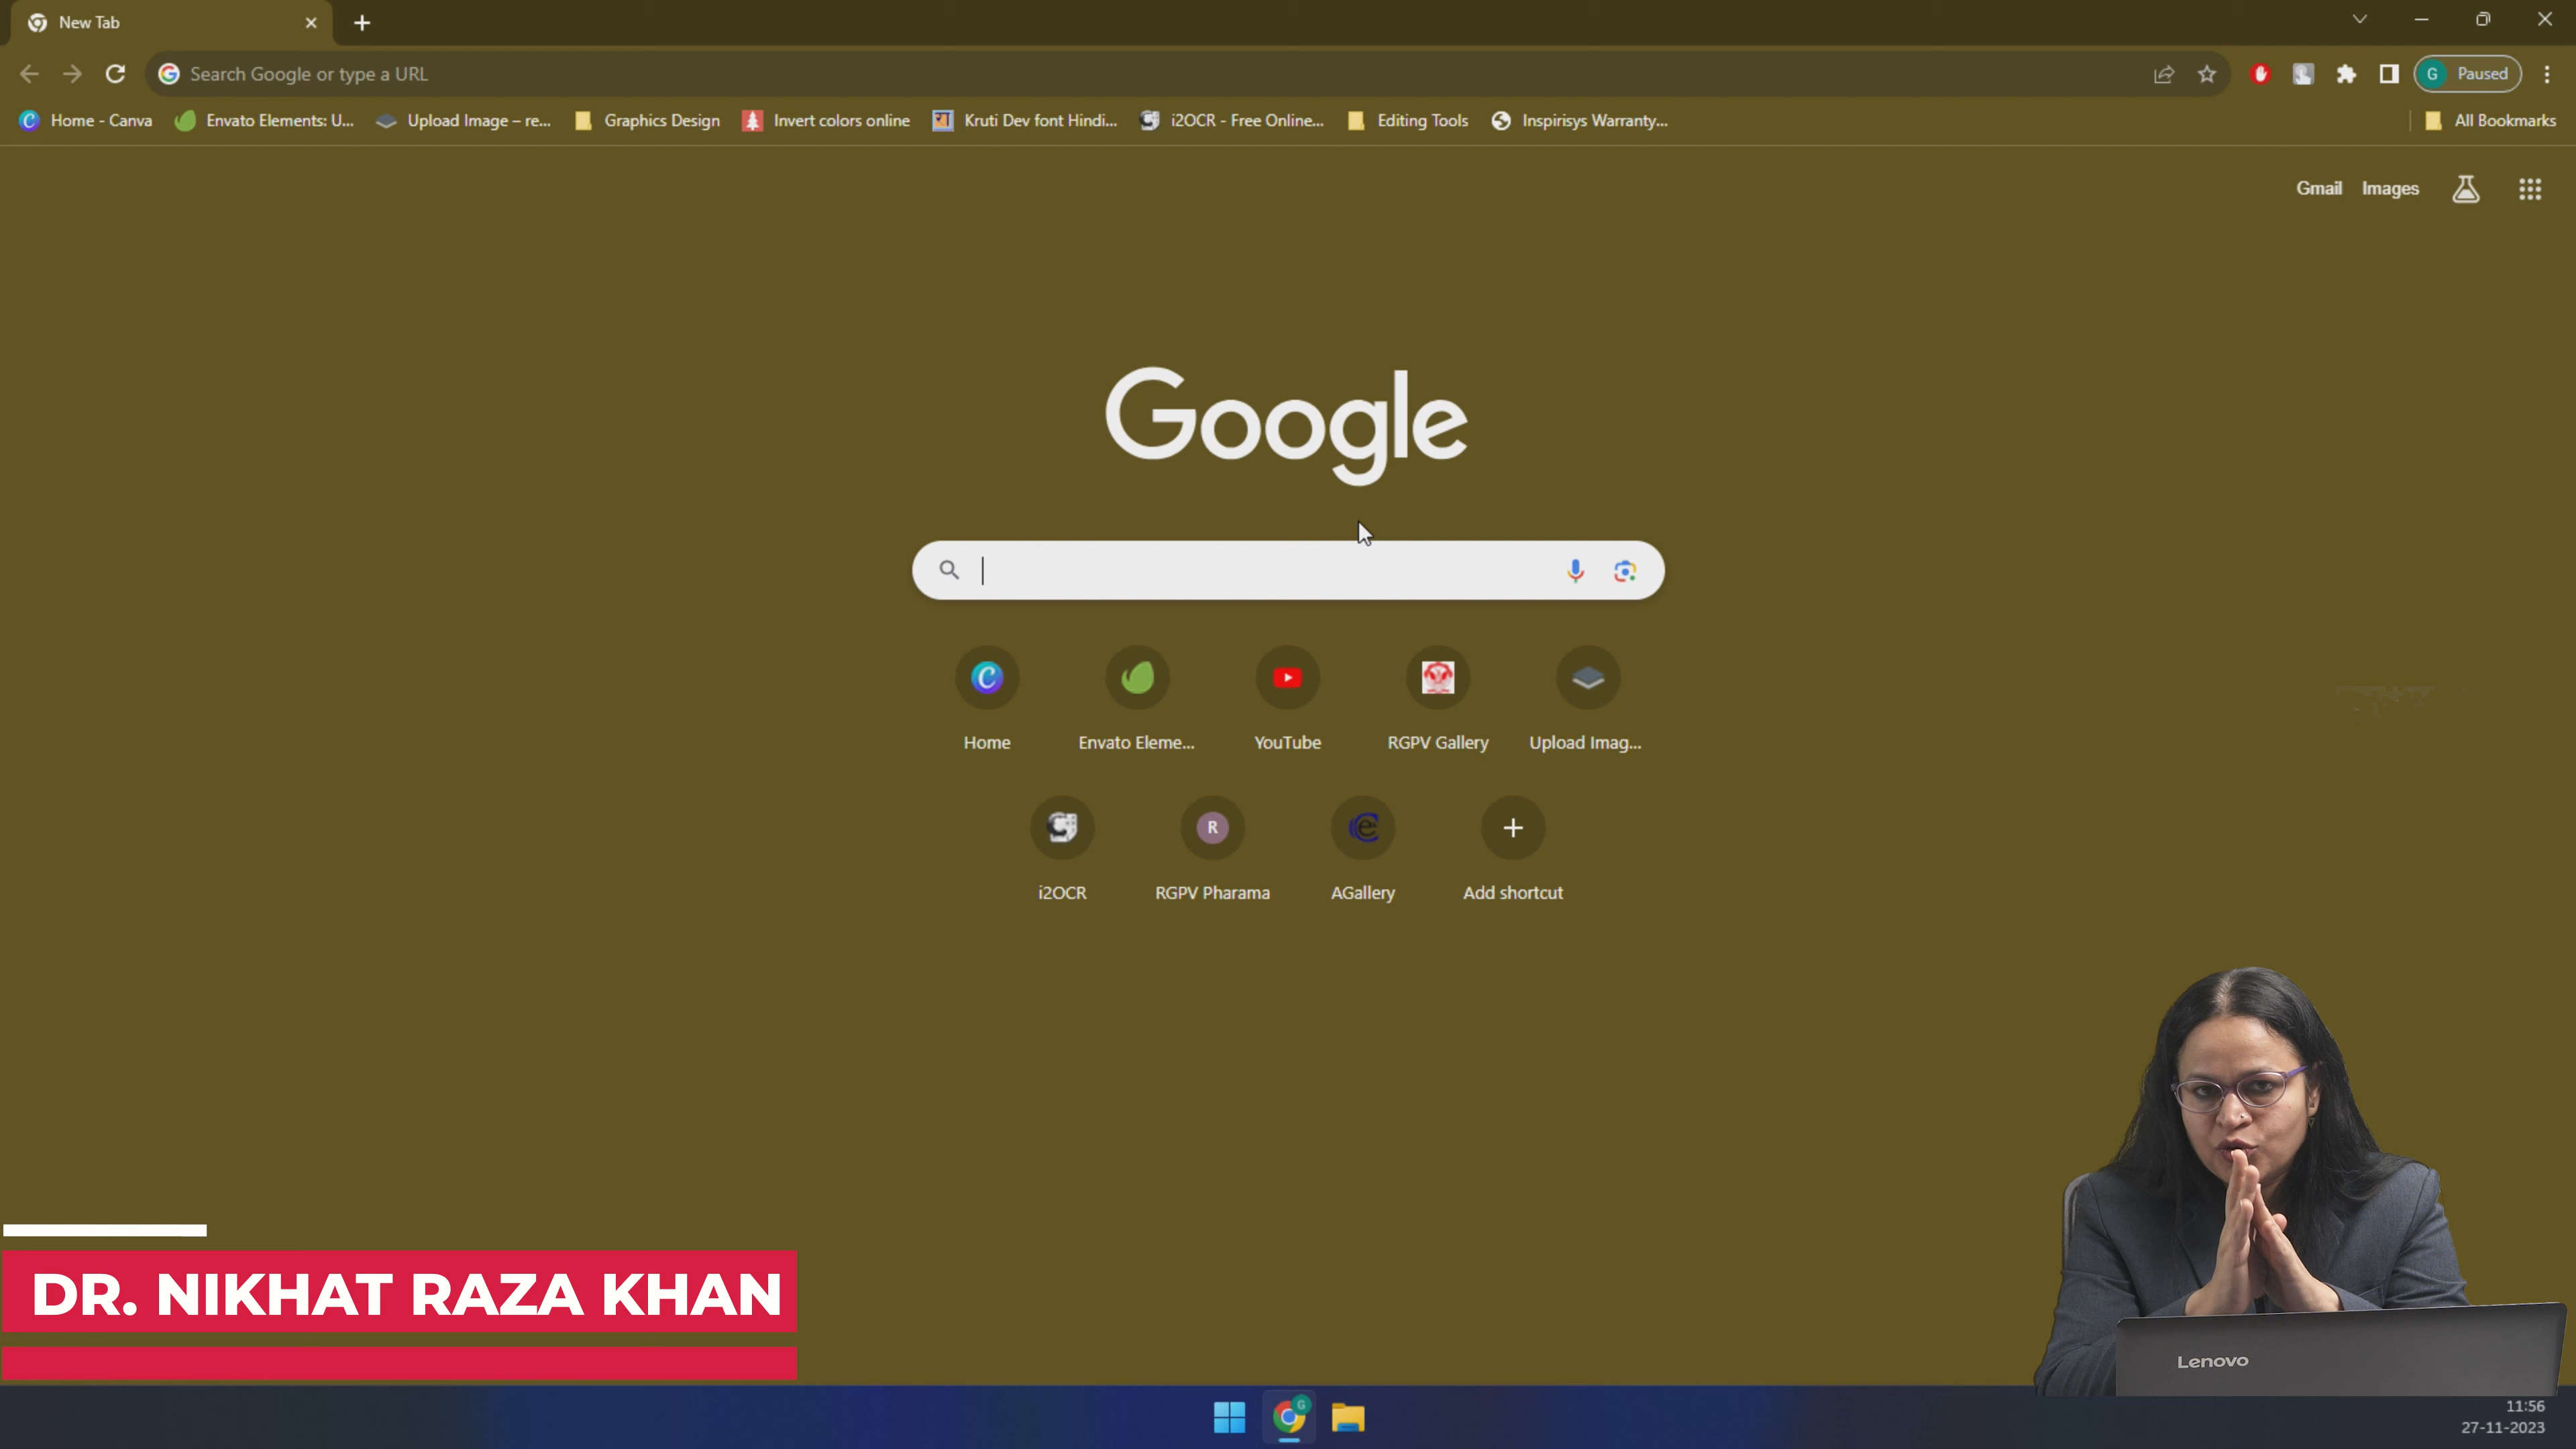 New Tab
Search Google or type a URL
G Paused
Home - Canva Envato Elements: U... Upload Image – re... Graphics Design Invert colors online Kruti Dev font Hindi... i2OCR - Free Online... Editing Tools Inspirisys Warranty... All Bookmarks
Gmail Images
Google
Home Envato Eleme... YouTube RGPV Gallery Upload Imag...
R
i2OCR RGPV Pharama AGallery Add shortcut
DR. NIKHAT RAZA KHAN
Lenovo
G
11:56
27-11-2023